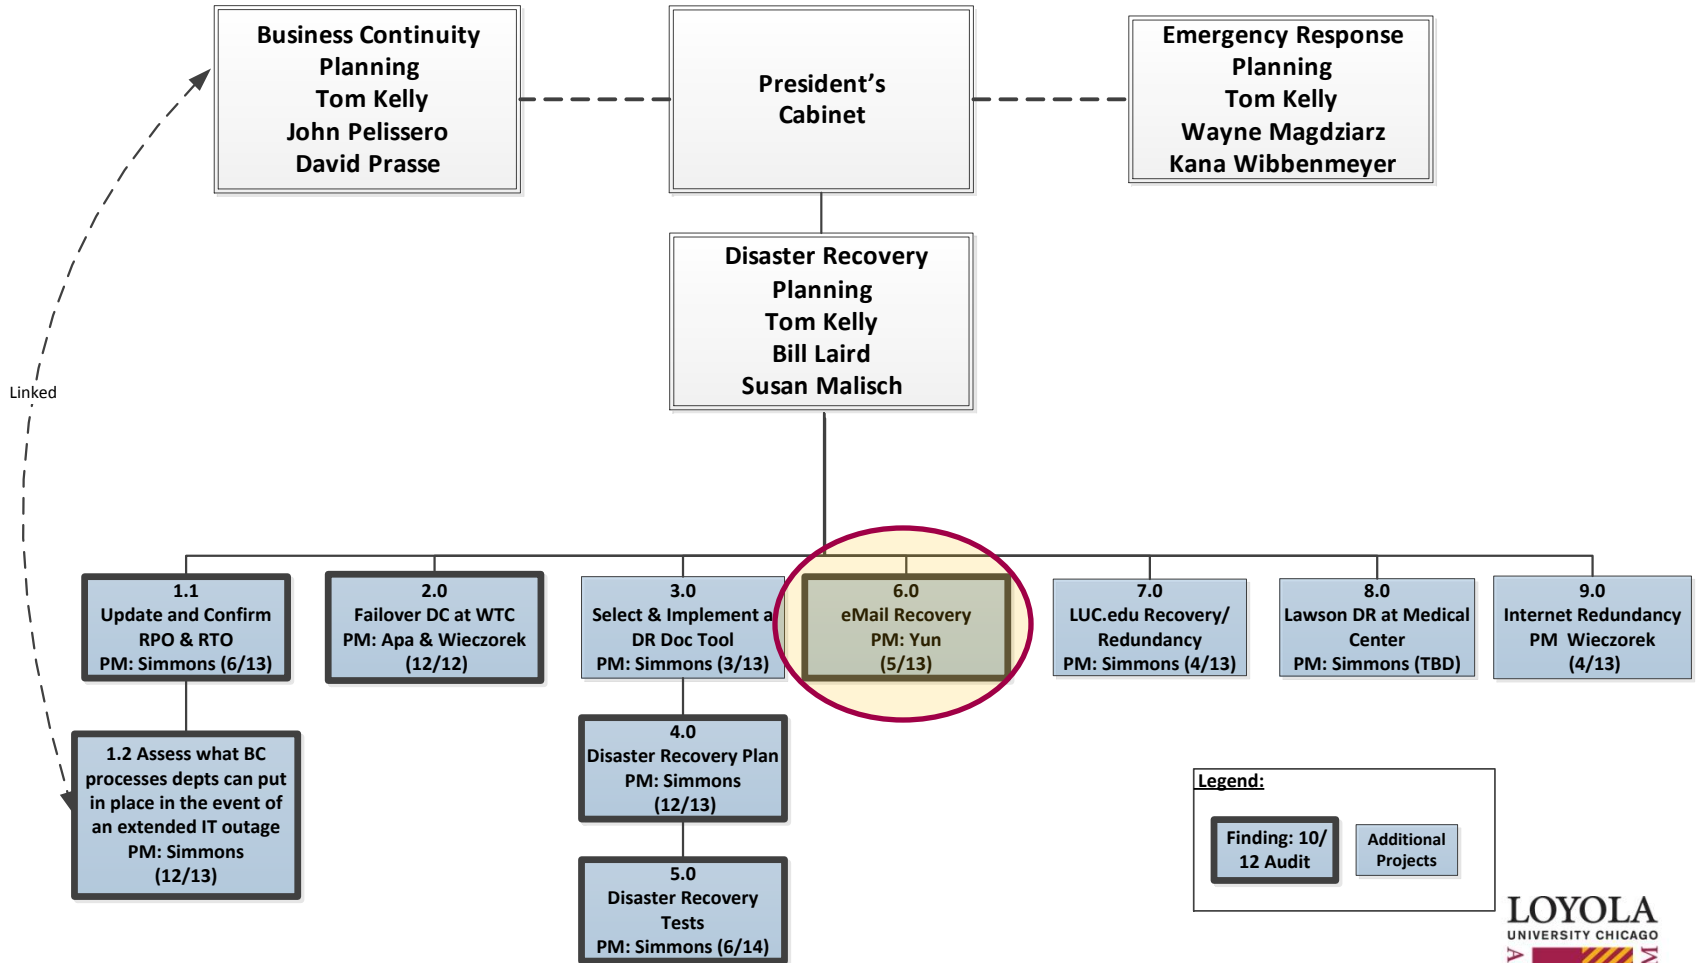 Business Continuity
Planning
Tom Kelly
John Pelissero
David Prasse
President's
Cabinet
Emergency Response
Planning
Tom Kelly
Wayne Magdziarz
Kana Wibbenmeyer
Disaster Recovery
Planning
Tom Kelly
Bill Laird
Susan Malisch
Linked
1.1
Update and Confirm
RPO & RTO
PM: Simmons (6/13)
2.0
Failover DC at WTC
PM: Apa & Wieczorek
(12/12)
3.0
Select & Implement a
DR Doc Tool
PM: Simmons (3/13)
6.0
eMail Recovery
PM: Yun
(5/13)
7.0
LUC.edu Recovery/
Redundancy
PM: Simmons (4/13)
8.0
Lawson DR at Medical
Center
PM: Simmons (TBD)
9.0
Internet Redundancy
PM Wieczorek
(4/13)
1.2 Assess what BC
processes depts can put
in place in the event of
an extended IT outage
PM: Simmons
(12/13)
4.0
Disaster Recovery Plan
PM: Simmons
(12/13)
5.0
Disaster Recovery
Tests
PM: Simmons (6/14)
Legend:
Finding: 10/
12 Audit
Additional
Projects
LOYOLA
UNIVERSITY CHICAGO